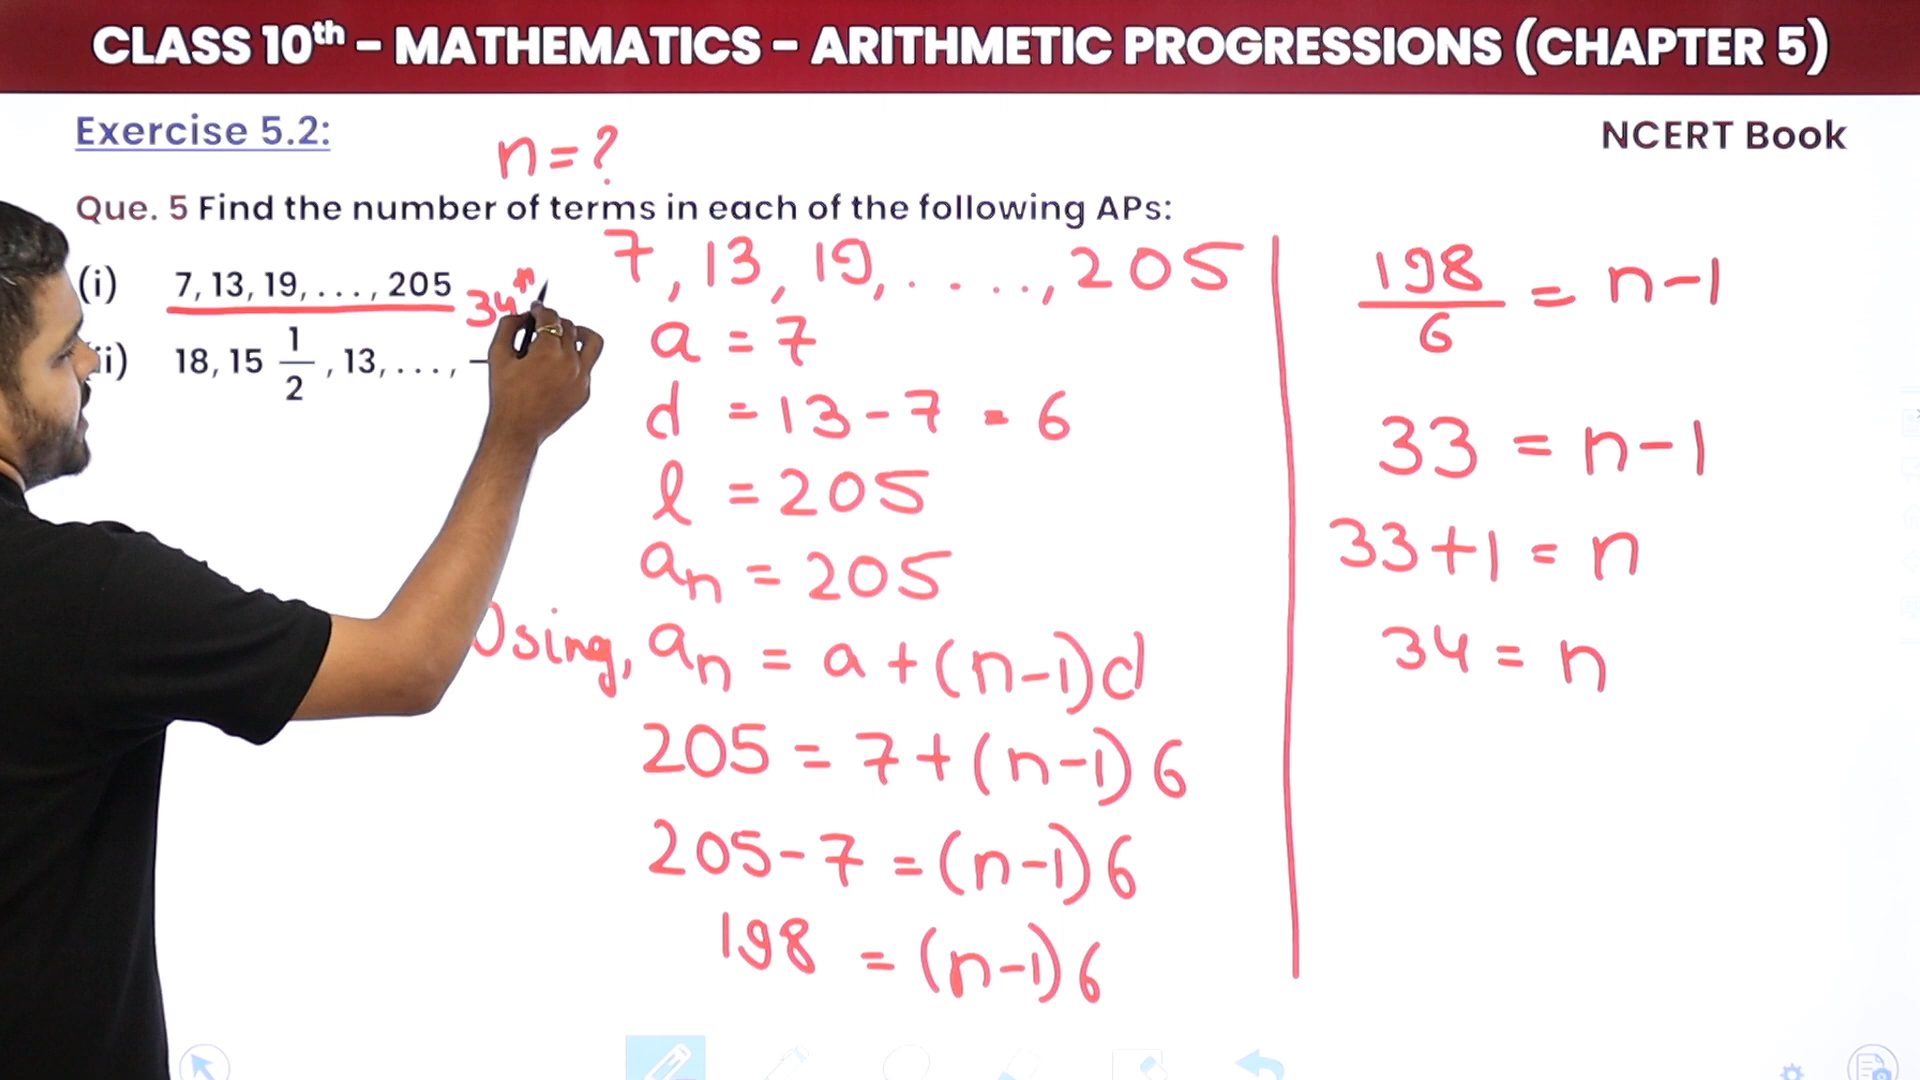 CLASS 10th – MATHEMATICS – ARITHMETIC PROGRESSIONS (CHAPTER 5)
Exercise 5.2:
NCERT Book
n = ?
Que. 5 Find the number of terms in each of the following APs:
(i) 7, 13, 19, . . . , 205
34th
18, 15 1/2 , 13, . . . , –
7, 13, 19, . . . . , 205
a = 7
d = 13 - 7 = 6
l = 205
an = 205
Using, an = a + (n-1)d
205 = 7 + (n-1) 6
205 - 7 = (n-1) 6
198 = (n-1) 6
198/6 = n-1
33 = n-1
33+1 = n
34 = n